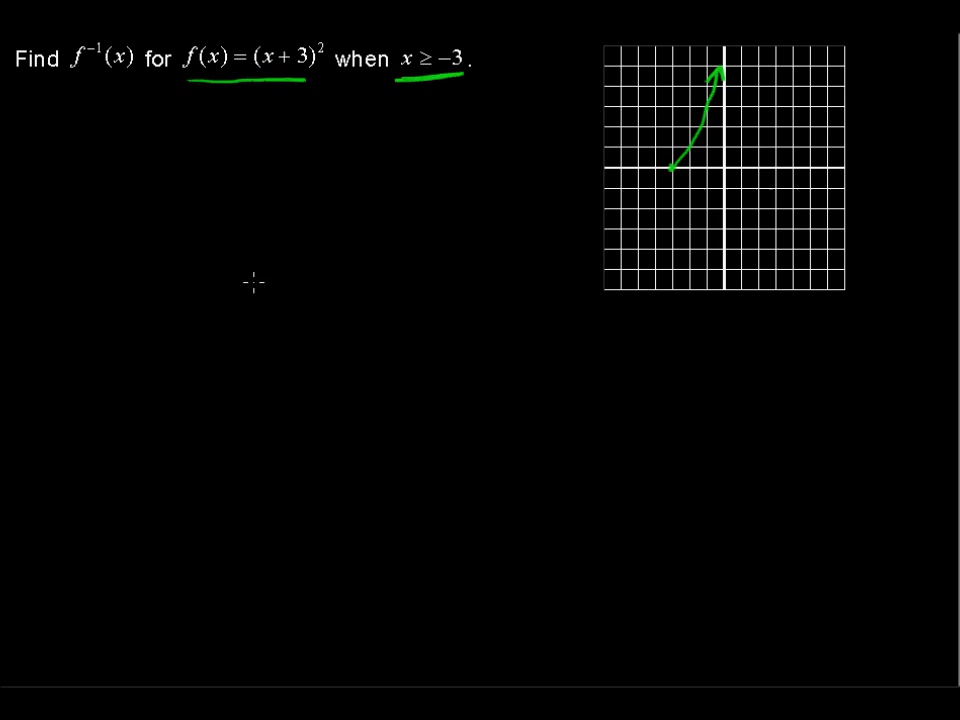 Find f⁻¹(x) for f(x) = (x + 3)² when x ≥ −3.